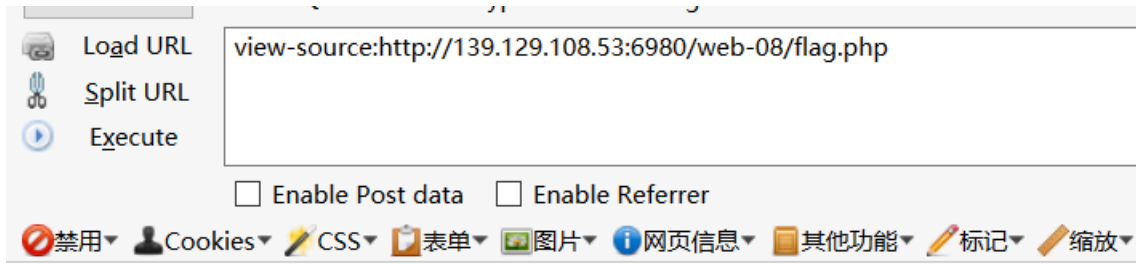 Load URL view-source:http://139.129.108.53:6980/web-08/flag.php
Split URL
Execute
Enable Post data Enable Referrer
禁用 Cookies CSS 表单 图片 网页信息 其他功能 标记 缩放